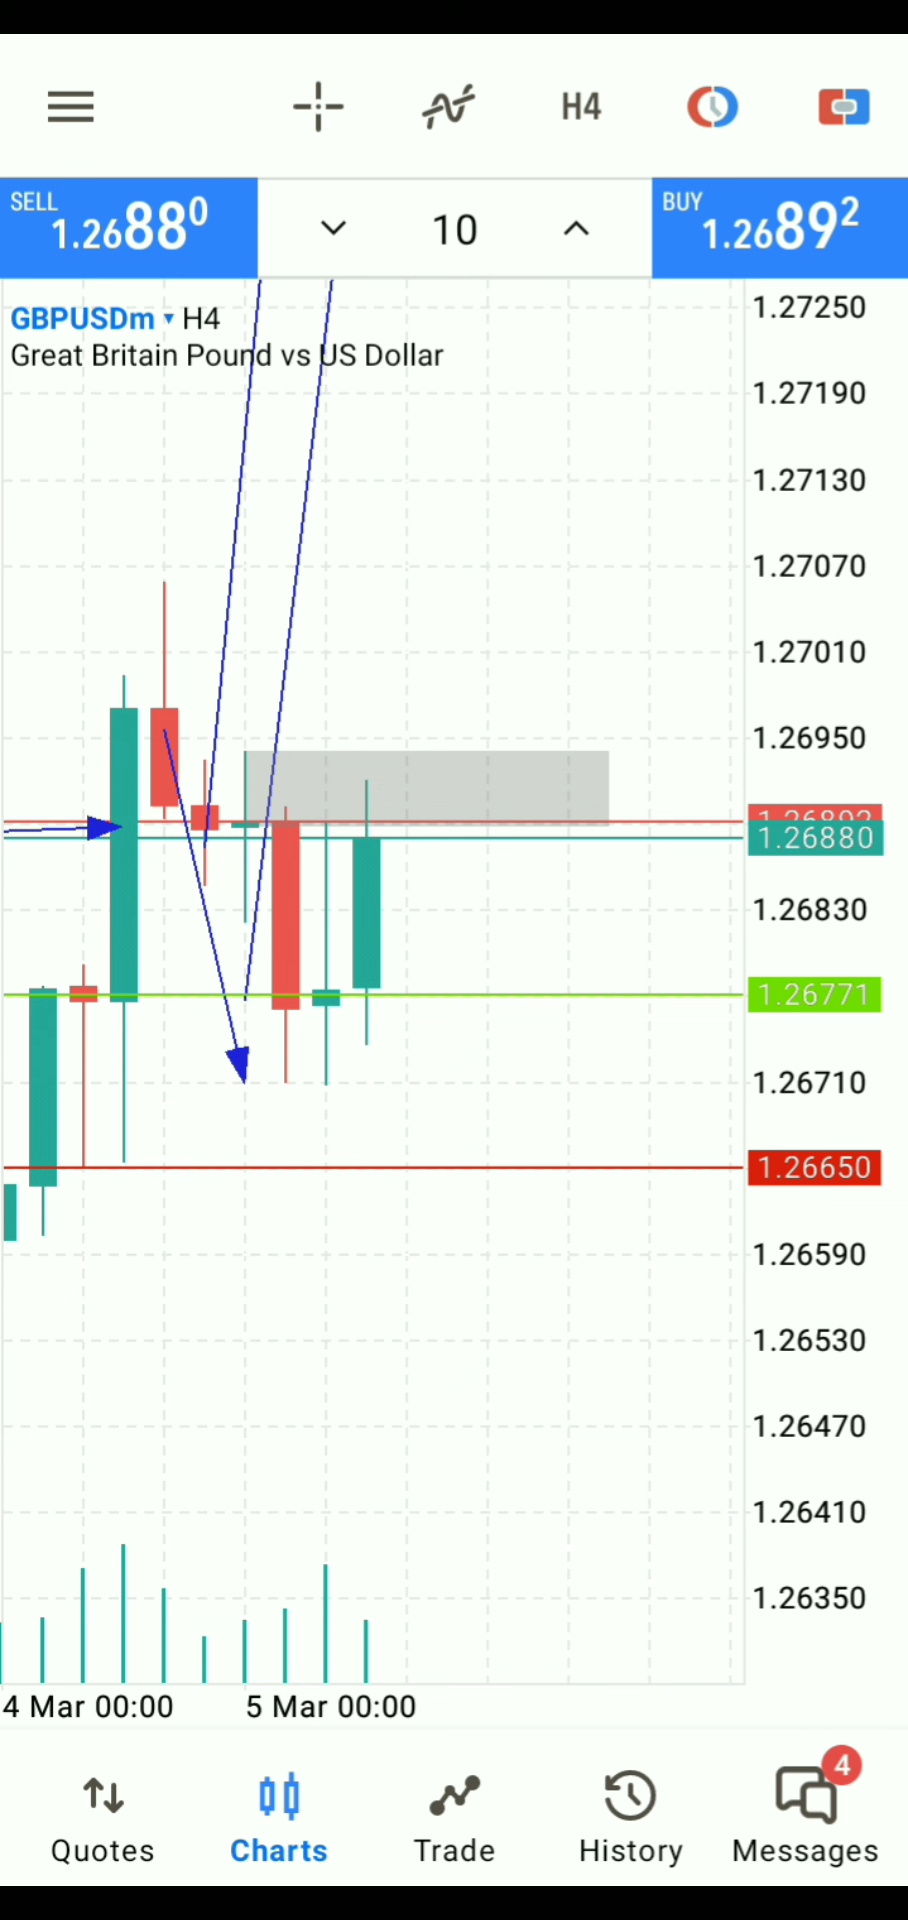 H4
SELL
1.26880
10
BUY
1.26892
GBPUSDm ▾ H4
Great Britain Pound vs US Dollar
1.27250
1.27190
1.27130
1.27070
1.27010
1.26950
1.26892
1.26880
1.26830
1.26771
1.26710
1.26650
1.26590
1.26530
1.26470
1.26410
1.26350
4 Mar 00:00
5 Mar 00:00
4
Quotes
Charts
Trade
History
Messages